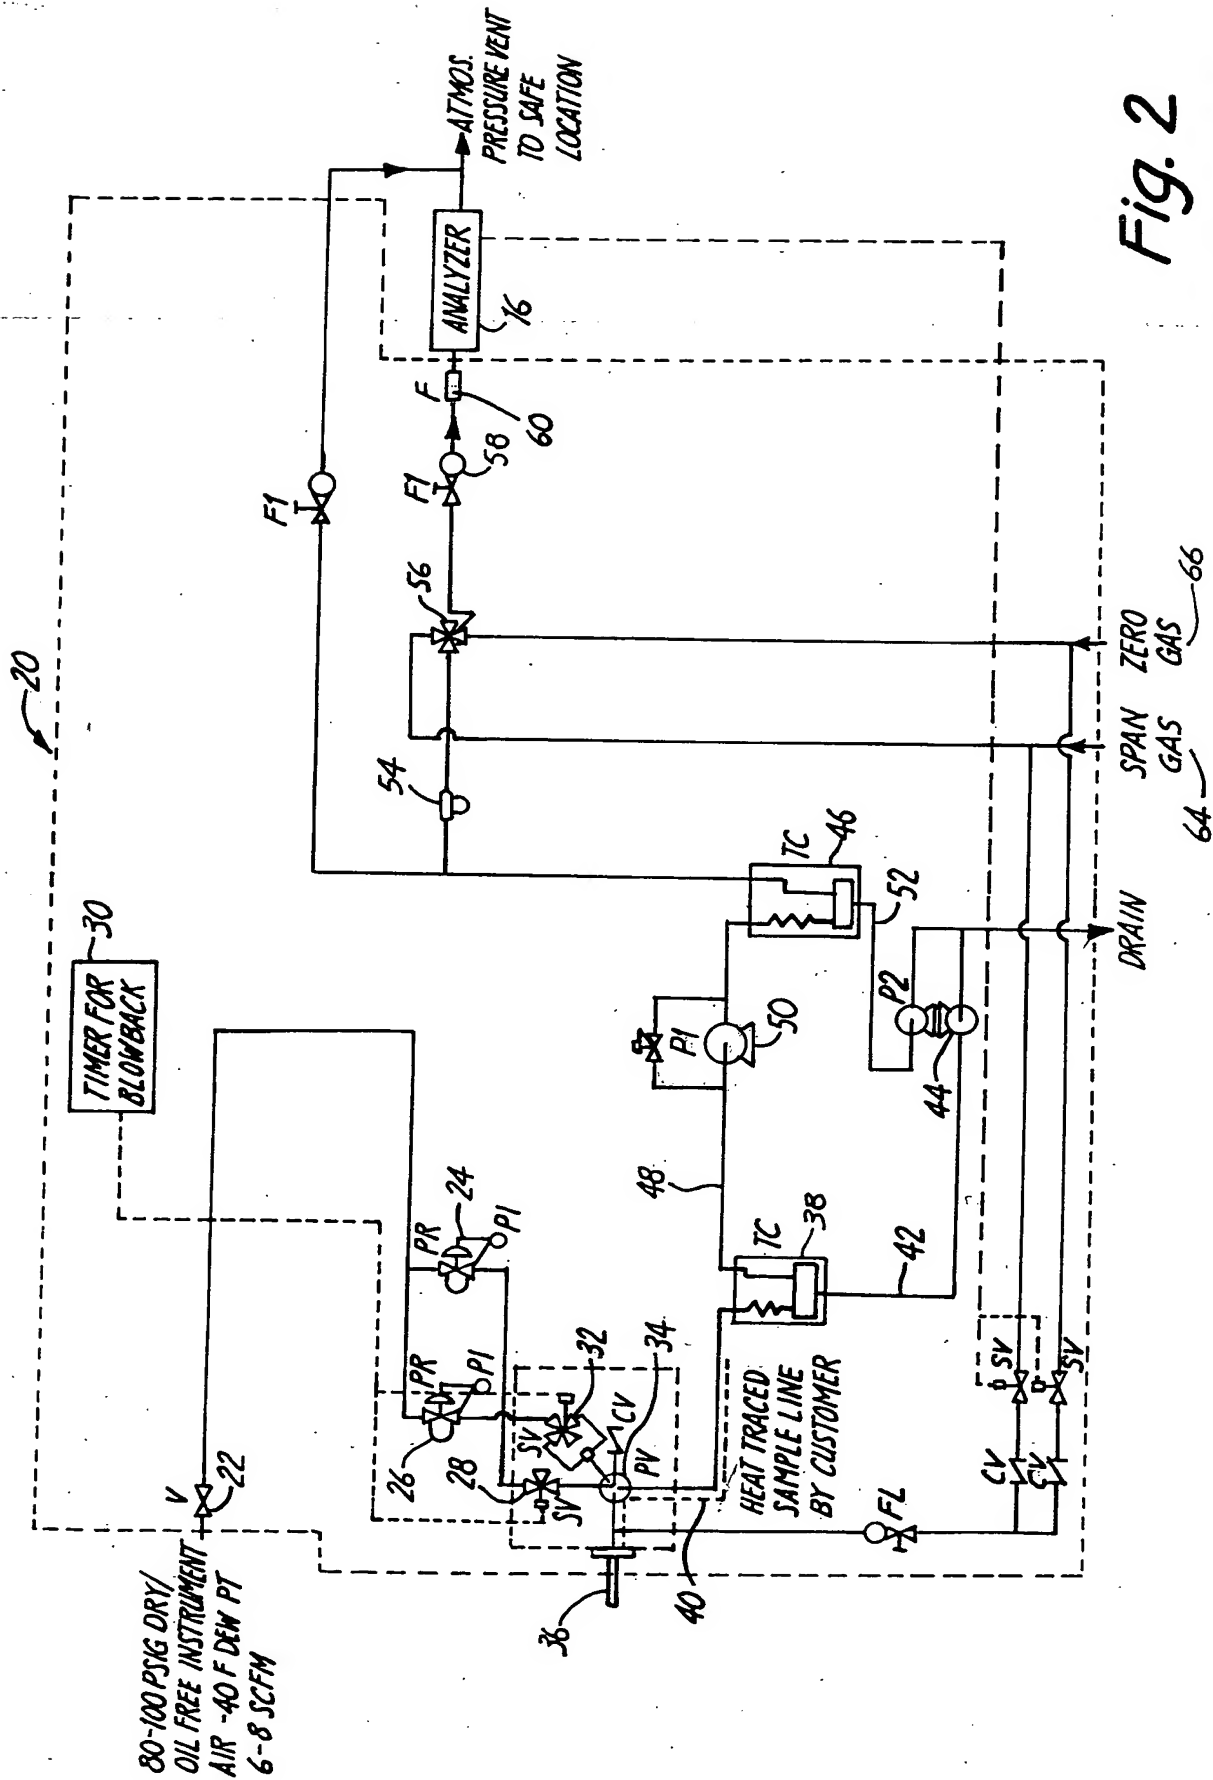 20
ATMOS.
PRESSURE VENT
TO SAFE
LOCATION
80-100 PSIG DRY/
OIL FREE INSTRUMENT
AIR -40 F DEW PT
6-8 SCFM
V
22
TIMER FOR
BLOWBACK
30
F1
F1
58
F
60
ANALYZER
16
56
54
PR
24
PI
PR
26
PI
28
SV
SV
32
CV
34
PV
36
40
HEAT TRACED
SAMPLE LINE
BY CUSTOMER
TC
38
42
48
P1
50
TC
46
52
P2
44
FL
CV
CV
SV
SV
DRAIN
SPAN
GAS
64
ZERO
GAS
66
Fig. 2